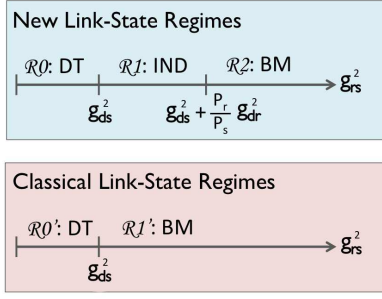 New Link-State Regimes
R0: DT R1: IND R2: BM
g²rs
g²ds g²ds + Pr/Ps g²dr
Classical Link-State Regimes
R0': DT R1': BM
g²rs
g²ds